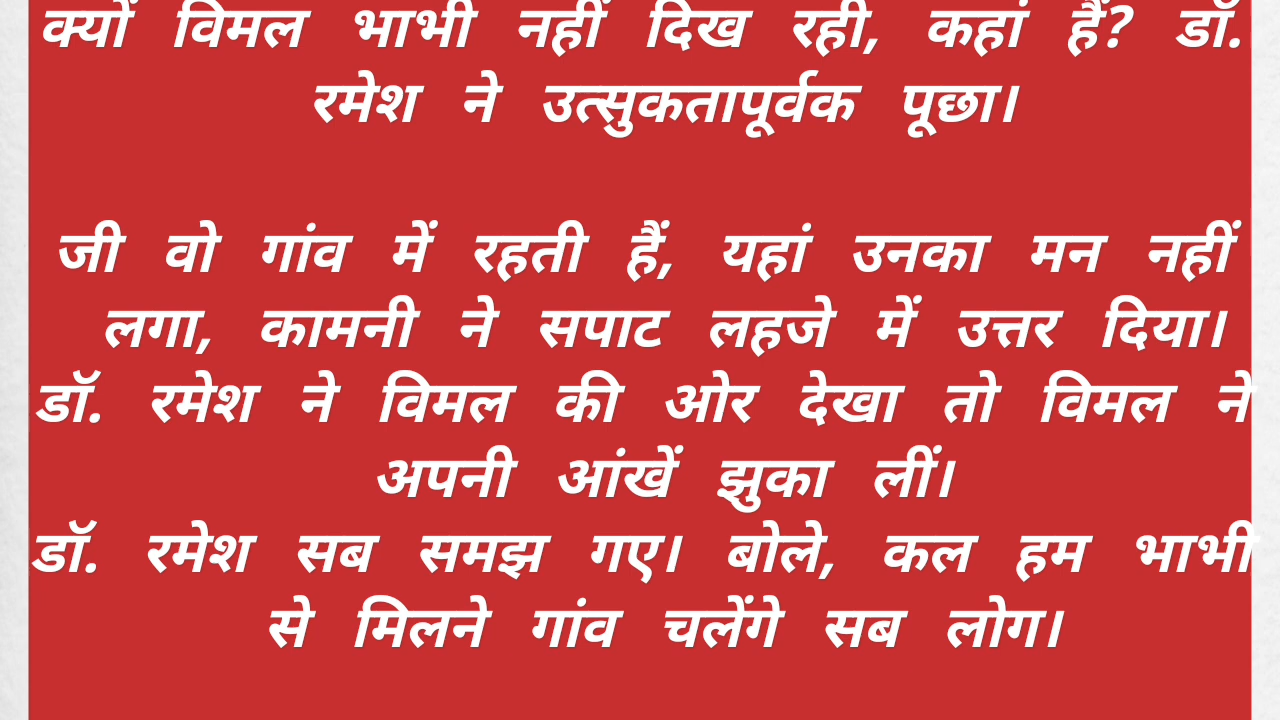 क्यों विमल भाभी नहीं दिख रही, कहां हैं? डॉ.
रमेश ने उत्सुकतापूर्वक पूछा।
जी वो गांव में रहती हैं, यहां उनका मन नहीं
लगा, कामनी ने सपाट लहजे में उत्तर दिया।
डॉ. रमेश ने विमल की ओर देखा तो विमल ने
अपनी आंखें झुका लीं।
डॉ. रमेश सब समझ गए। बोले, कल हम भाभी
से मिलने गांव चलेंगे सब लोग।